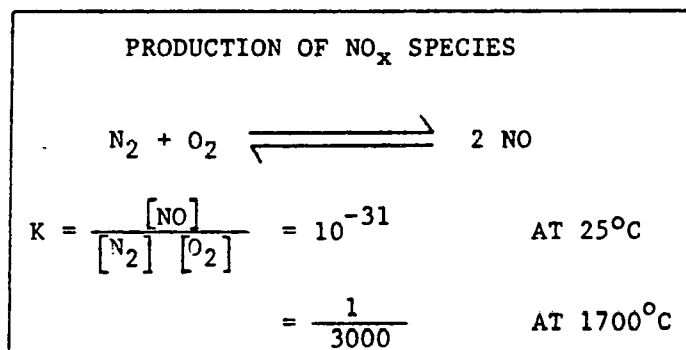 PRODUCTION OF NOx SPECIES
N2 + O2 ⇌ 2 NO
K = [NO] / [N2] [O2] = 10-31 AT 25°C
= 1 / 3000 AT 1700°C